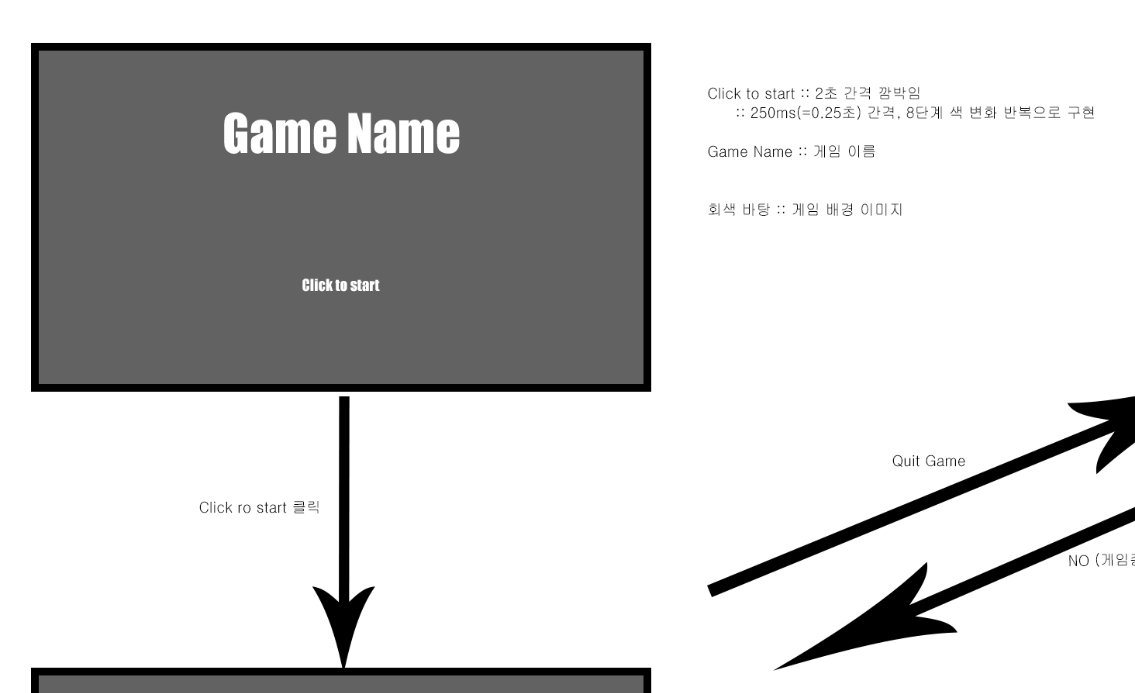 Game Name
Click to start
Click to start :: 2초 간격 깜박임
:: 250ms(=0.25초) 간격, 8단계 색 변화 반복으로 구현
Game Name :: 게임 이름
회색 바탕 :: 게임 배경 이미지
Quit Game
Click ro start 클릭
NO (게임